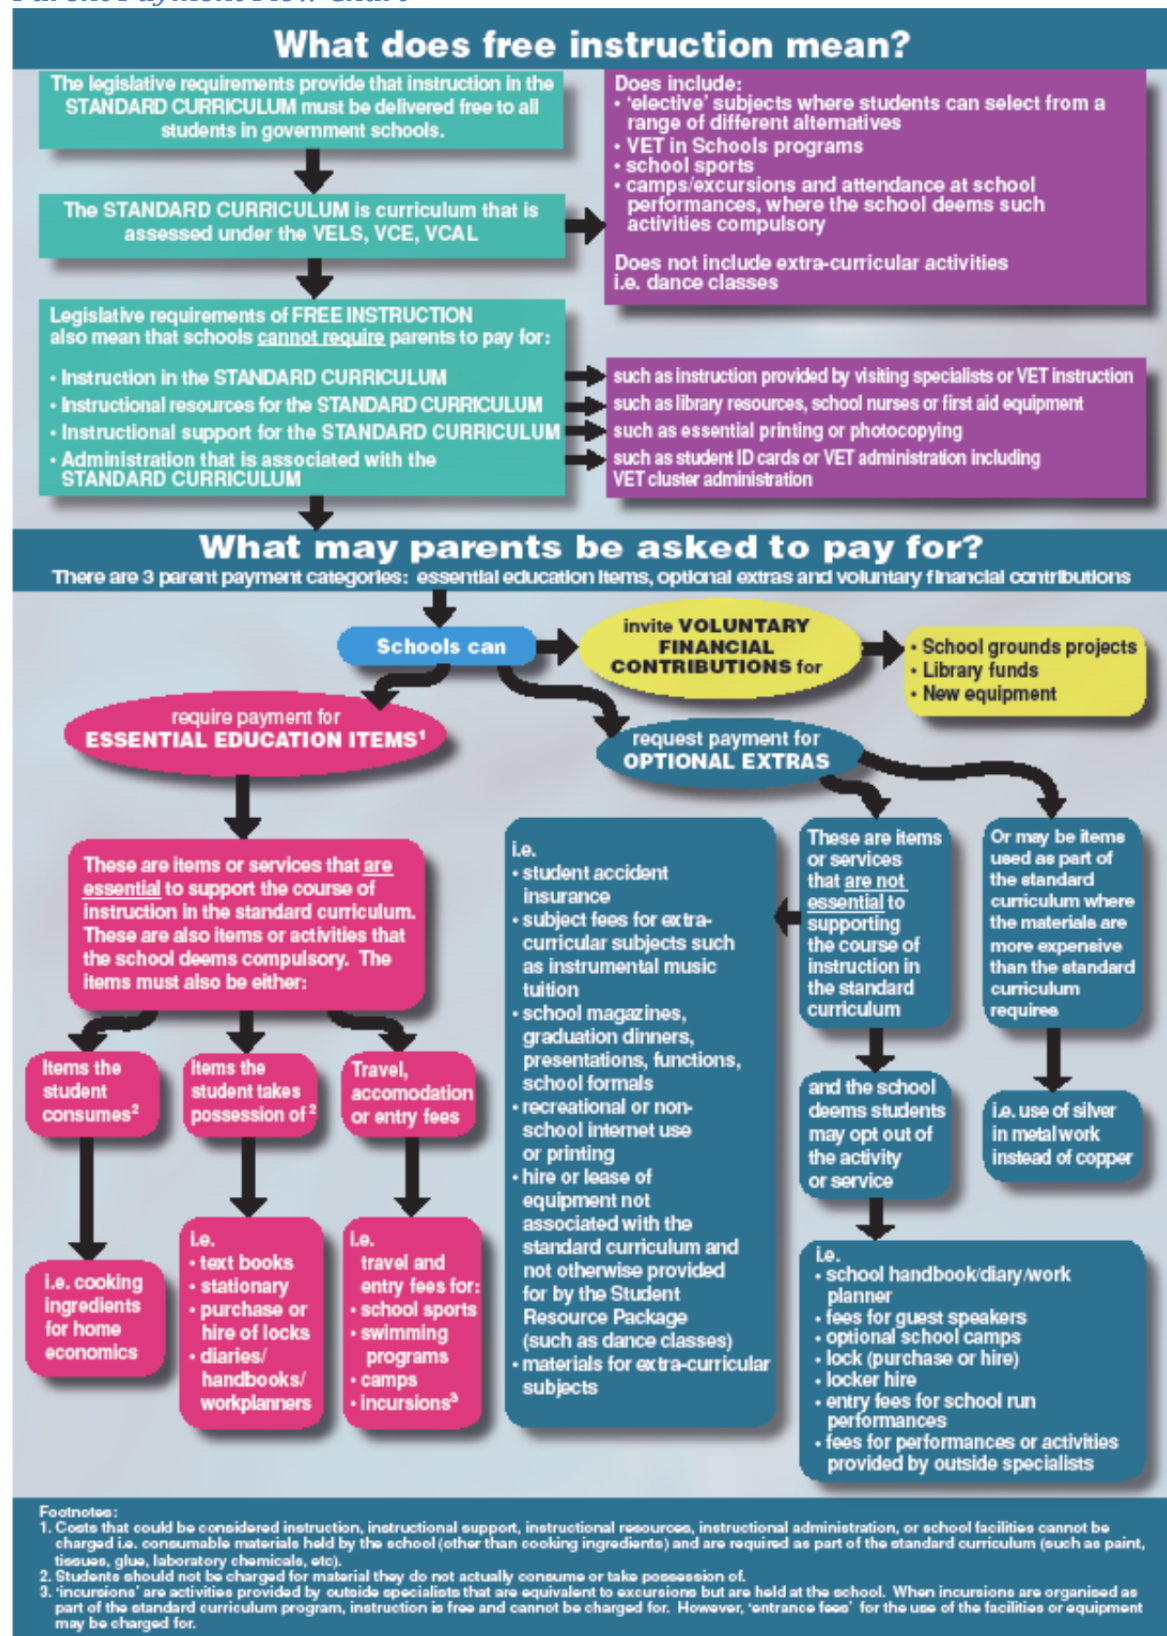 Parent Payment Flow Chart
What does free instruction mean?
The legislative requirements provide that instruction in the
STANDARD CURRICULUM must be delivered free to all
students in government schools.
Does include:
• 'elective' subjects where students can select from a
range of different alternatives
• VET in Schools programs
• school sports
• camps/excursions and attendance at school
performances, where the school deems such
activities compulsory
Does not include extra-curricular activities
i.e. dance classes
The STANDARD CURRICULUM is curriculum that is
assessed under the VELS, VCE, VCAL
Legislative requirements of FREE INSTRUCTION
also mean that schools cannot require parents to pay for:
• Instruction in the STANDARD CURRICULUM
• Instructional resources for the STANDARD CURRICULUM
• Instructional support for the STANDARD CURRICULUM
• Administration that is associated with the
STANDARD CURRICULUM
such as instruction provided by visiting specialists or VET instruction
such as library resources, school nurses or first aid equipment
such as essential printing or photocopying
such as student ID cards or VET administration including
VET cluster administration
What may parents be asked to pay for?
There are 3 parent payment categories: essential education items, optional extras and voluntary financial contributions
Schools can
invite VOLUNTARY
FINANCIAL
CONTRIBUTIONS for
• School grounds projects
• Library funds
• New equipment
require payment for
ESSENTIAL EDUCATION ITEMS¹
request payment for
OPTIONAL EXTRAS
These are items or services that are
essential to support the course of
instruction in the standard curriculum.
These are also items or activities that
the school deems compulsory. The
items must also be either:
Items the
student
consumes²
Items the
student takes
possession of ²
Travel,
accomodation
or entry fees
i.e. cooking
ingredients
for home
economics
i.e.
• text books
• stationary
• purchase or
hire of locks
• diaries/
handbooks/
workplanners
i.e.
travel and
entry fees for:
• school sports
• swimming
programs
• camps
• incursions³
i.e.
• student accident
insurance
• subject fees for extra-
curricular subjects such
as instrumental music
tuition
• school magazines,
graduation dinners,
presentations, functions,
school formals
• recreational or non-
school internet use
or printing
• hire or lease of
equipment not
associated with the
standard curriculum and
not otherwise provided
for by the Student
Resource Package
(such as dance classes)
• materials for extra-curricular
subjects
These are items
or services
that are not
essential to
supporting
the course of
instruction in
the standard
curriculum
and the school
deems students
may opt out of
the activity
or service
i.e.
• school handbook/diary/work
planner
• fees for guest speakers
• optional school camps
• lock (purchase or hire)
• locker hire
• entry fees for school run
performances
• fees for performances or activities
provided by outside specialists
Or may be items
used as part of
the standard
curriculum where
the materials are
more expensive
than the standard
curriculum
requires
i.e. use of silver
in metal work
instead of copper
Footnotes:
1. Costs that could be considered instruction, instructional support, instructional resources, instructional administration, or school facilities cannot be
charged i.e. consumable materials held by the school (other than cooking ingredients) and are required as part of the standard curriculum (such as paint,
tissues, glue, laboratory chemicals, etc).
2. Students should not be charged for material they do not actually consume or take possession of.
3. 'incursions' are activities provided by outside specialists that are equivalent to excursions but are held at the school. When incursions are organised as
part of the standard curriculum program, instruction is free and cannot be charged for. However, 'entrance fees' for the use of the facilities or equipment
may be charged for.